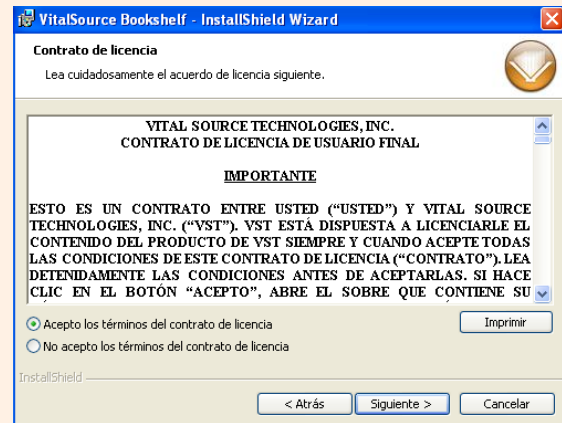 VitalSource Bookshelf - InstallShield Wizard
Contrato de licencia
Lea cuidadosamente el acuerdo de licencia siguiente.
VITAL SOURCE TECHNOLOGIES, INC.
CONTRATO DE LICENCIA DE USUARIO FINAL
IMPORTANTE
ESTO ES UN CONTRATO ENTRE USTED (“USTED”) Y VITAL SOURCE
TECHNOLOGIES, INC. (“VST”). VST ESTÁ DISPUESTA A LICENCIARLE EL
CONTENIDO DEL PRODUCTO DE VST SIEMPRE Y CUANDO ACEPTE TODAS
LAS CONDICIONES DE ESTE CONTRATO DE LICENCIA (“CONTRATO”). LEA
DETENIDAMENTE LAS CONDICIONES ANTES DE ACEPTARLAS. SI HACE
CLIC EN EL BOTÓN “ACEPTO”, ABRE EL SOBRE QUE CONTIENE SU
Acepto los términos del contrato de licencia
Imprimir
No acepto los términos del contrato de licencia
InstallShield
< Atrás
Siguiente >
Cancelar